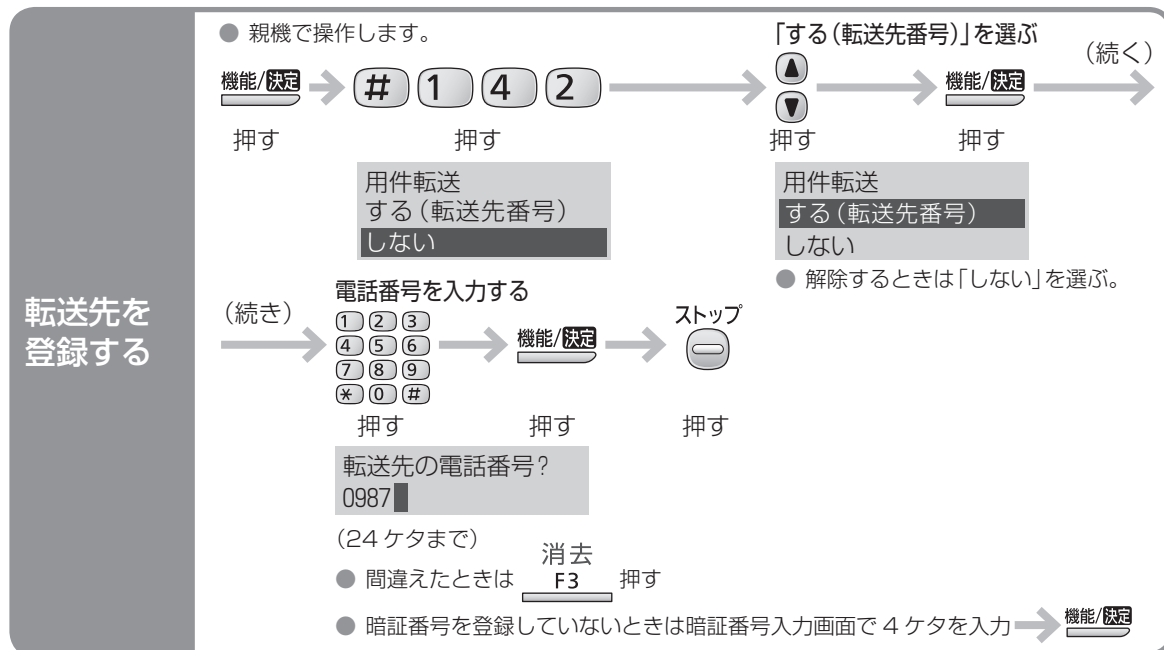 転送先を
登録する
● 親機で操作します。
「する（転送先番号）」を選ぶ
（続く）
機能/決定
# 1 4 2
▲
▼
機能/決定
押す 押す 押す 押す
用件転送
する（転送先番号）
しない
用件転送
する（転送先番号）
しない
● 解除するときは「しない」を選ぶ。
（続き）
電話番号を入力する
1 2 3
4 5 6
7 8 9
* 0 #
機能/決定
ストップ
押す 押す 押す
転送先の電話番号?
0987
（24 ケタまで）
● 間違えたときは 消去 F3 押す
● 暗証番号を登録していないときは暗証番号入力画面で 4 ケタを入力 機能/決定